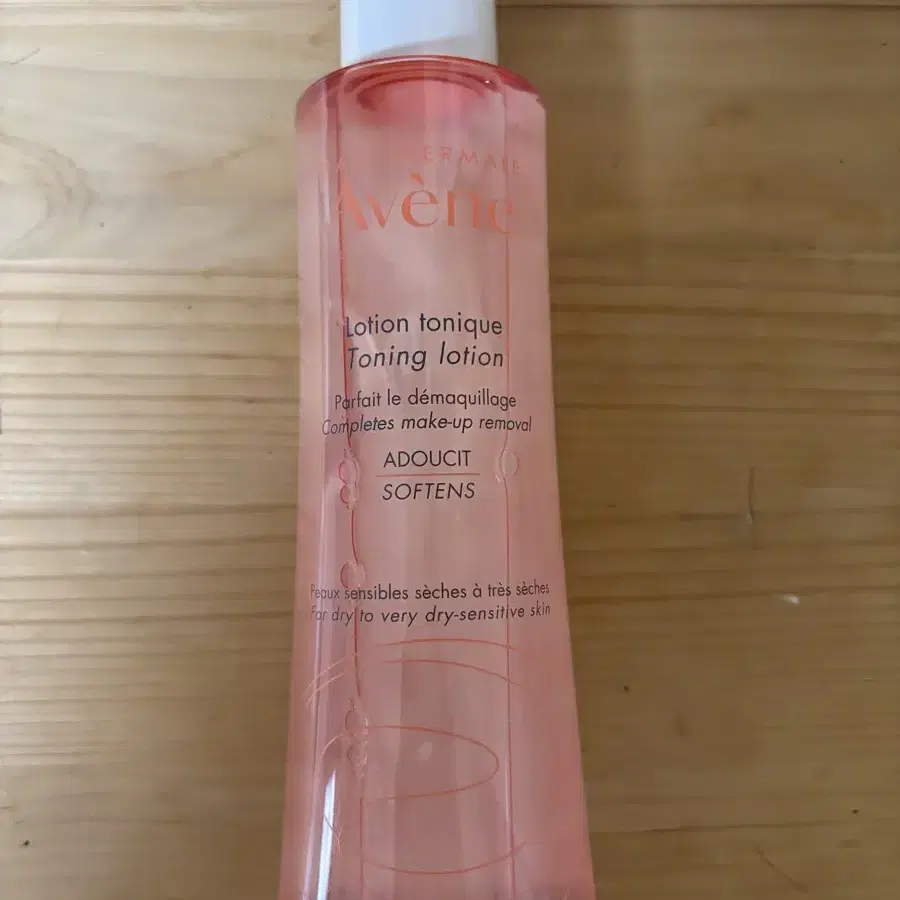 Avène
Lotion tonique
Toning lotion
Parfait le démaquillage
Completes make-up removal
ADOUCIT
SOFTENS
Peaux sensibles sèches à très sèches
For dry to very dry-sensitive skin